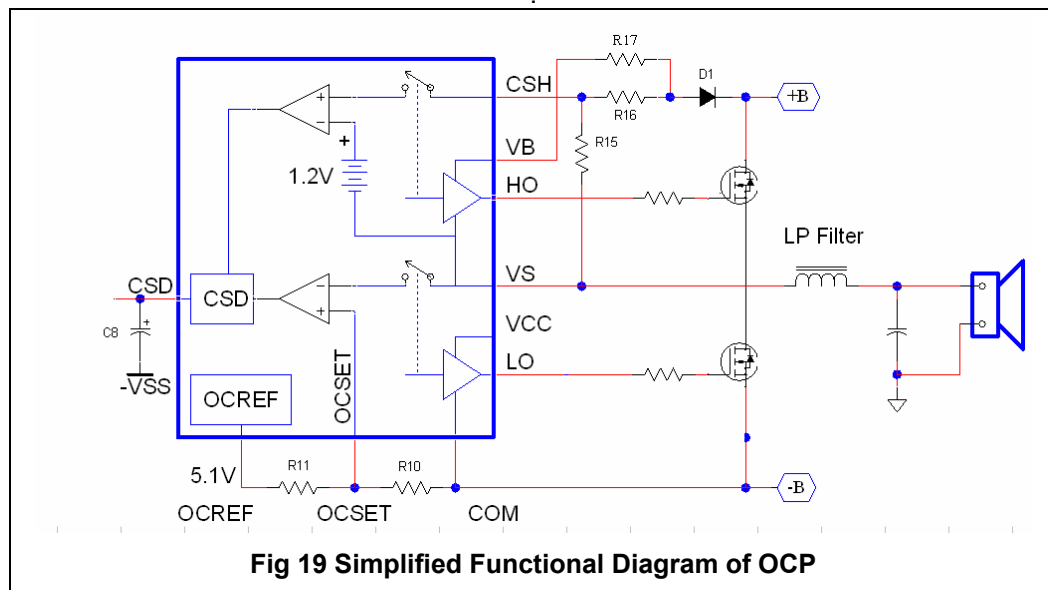 R17
D1
CSH
+B
R16
R15
VB
1.2V
HO
LP Filter
VS
CSD
CSD
C8
VCC
LO
-VSS
OCSET
OCREF
5.1V
R11
R10
-B
OCREF
OCSET
COM
Fig 19 Simplified Functional Diagram of OCP